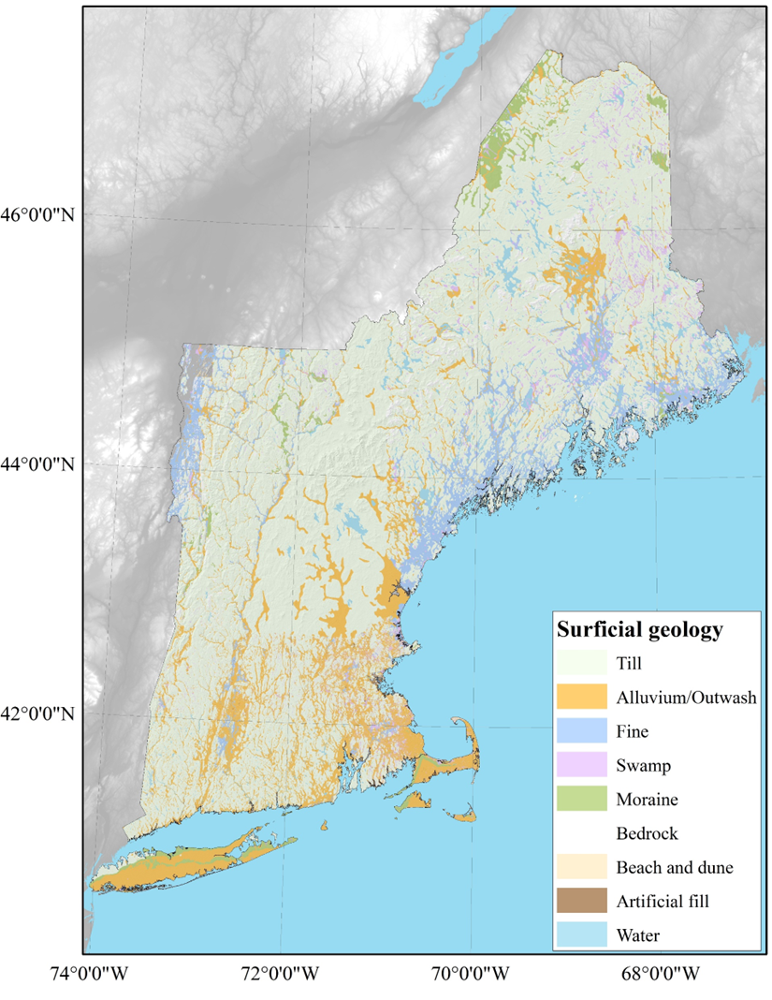 46°0'0"N
44°0'0"N
42°0'0"N
Surficial geology
Till
Alluvium/Outwash
Fine
Swamp
Moraine
Bedrock
Beach and dune
Artificial fill
Water
74°0'0"W
72°0'0"W
70°0'0"W
68°0'0"W